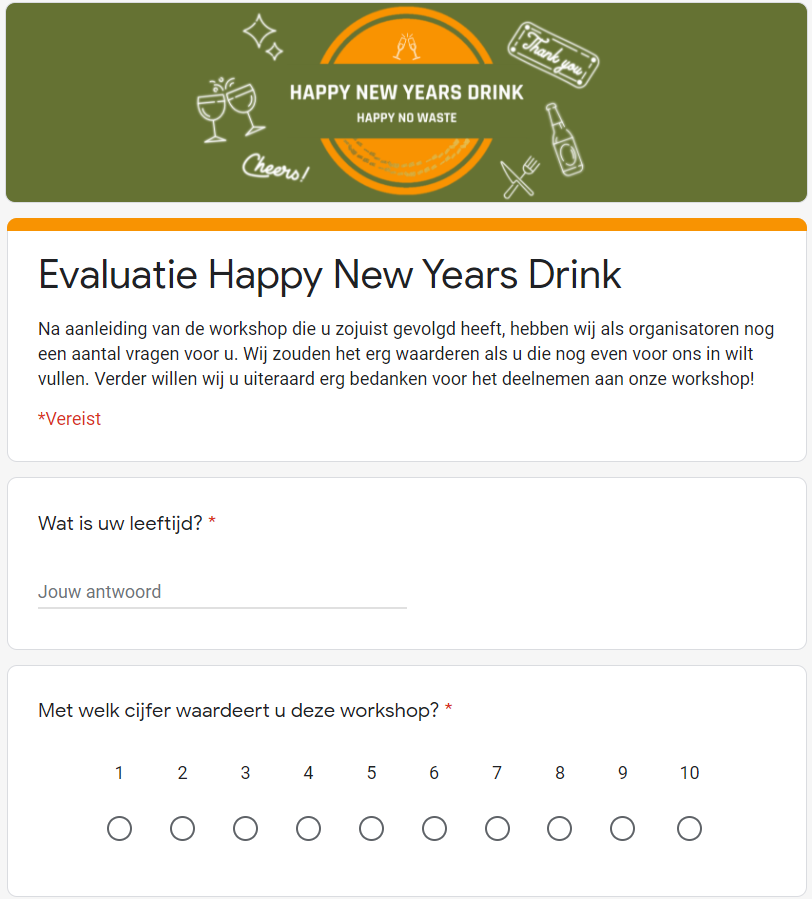 Thank you
HAPPY NEW YEARS DRINK
HAPPY NO WASTE
Cheers!
Evaluatie Happy New Years Drink
Na aanleiding van de workshop die u zojuist gevolgd heeft, hebben wij als organisatoren nog
een aantal vragen voor u. Wij zouden het erg waarderen als u die nog even voor ons in wilt
vullen. Verder willen wij u uiteraard erg bedanken voor het deelnemen aan onze workshop!
*Vereist
Wat is uw leeftijd? *
Jouw antwoord
Met welk cijfer waardeert u deze workshop? *
1 2 3 4 5 6 7 8 9 10